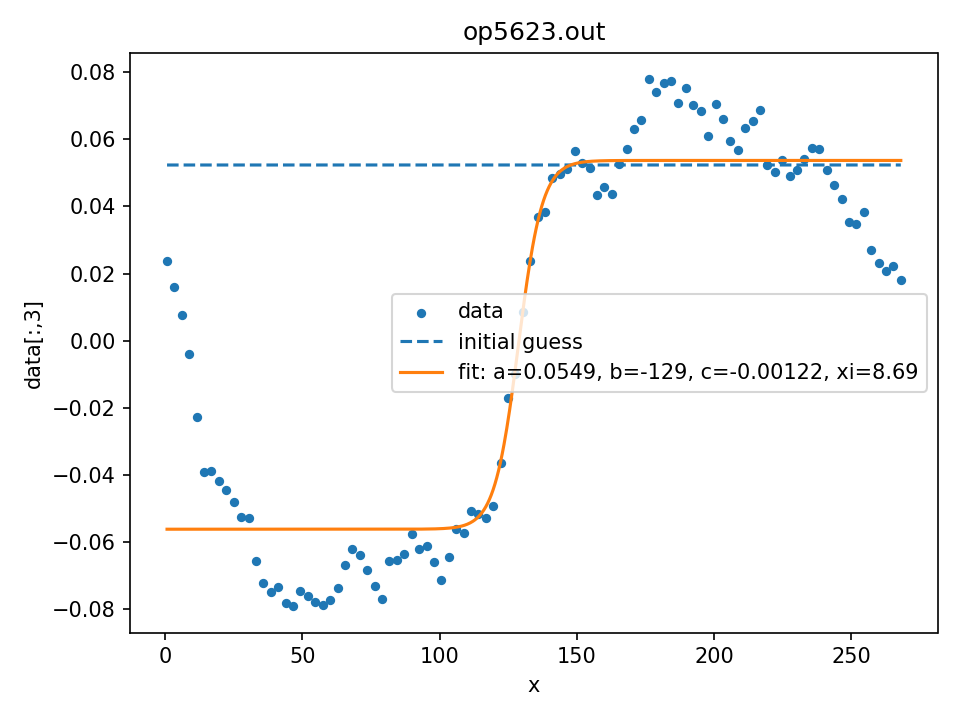 op5623.out
0.08
0.06
0.04
0.02
0.00
−0.02
−0.04
−0.06
−0.08
data[:,3]
data
initial guess
fit: a=0.0549, b=-129, c=-0.00122, xi=8.69
0 50 100 150 200 250
x